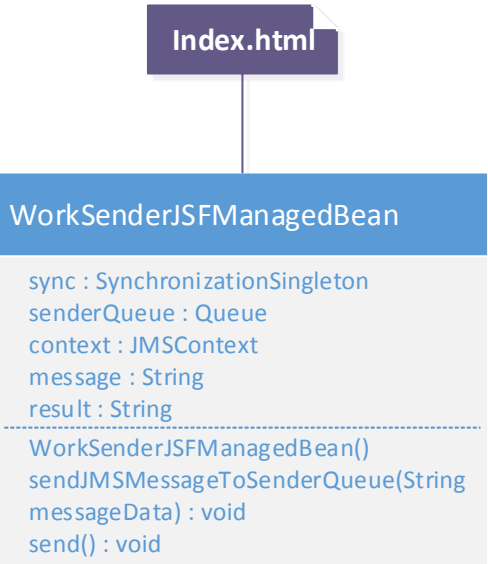 Index.html
WorkSenderJSFManagedBean
sync : SynchronizationSingleton
senderQueue : Queue
context : JMSContext
message : String
result : String
WorkSenderJSFManagedBean()
sendJMSMessageToSenderQueue(String
messageData) : void
send() : void